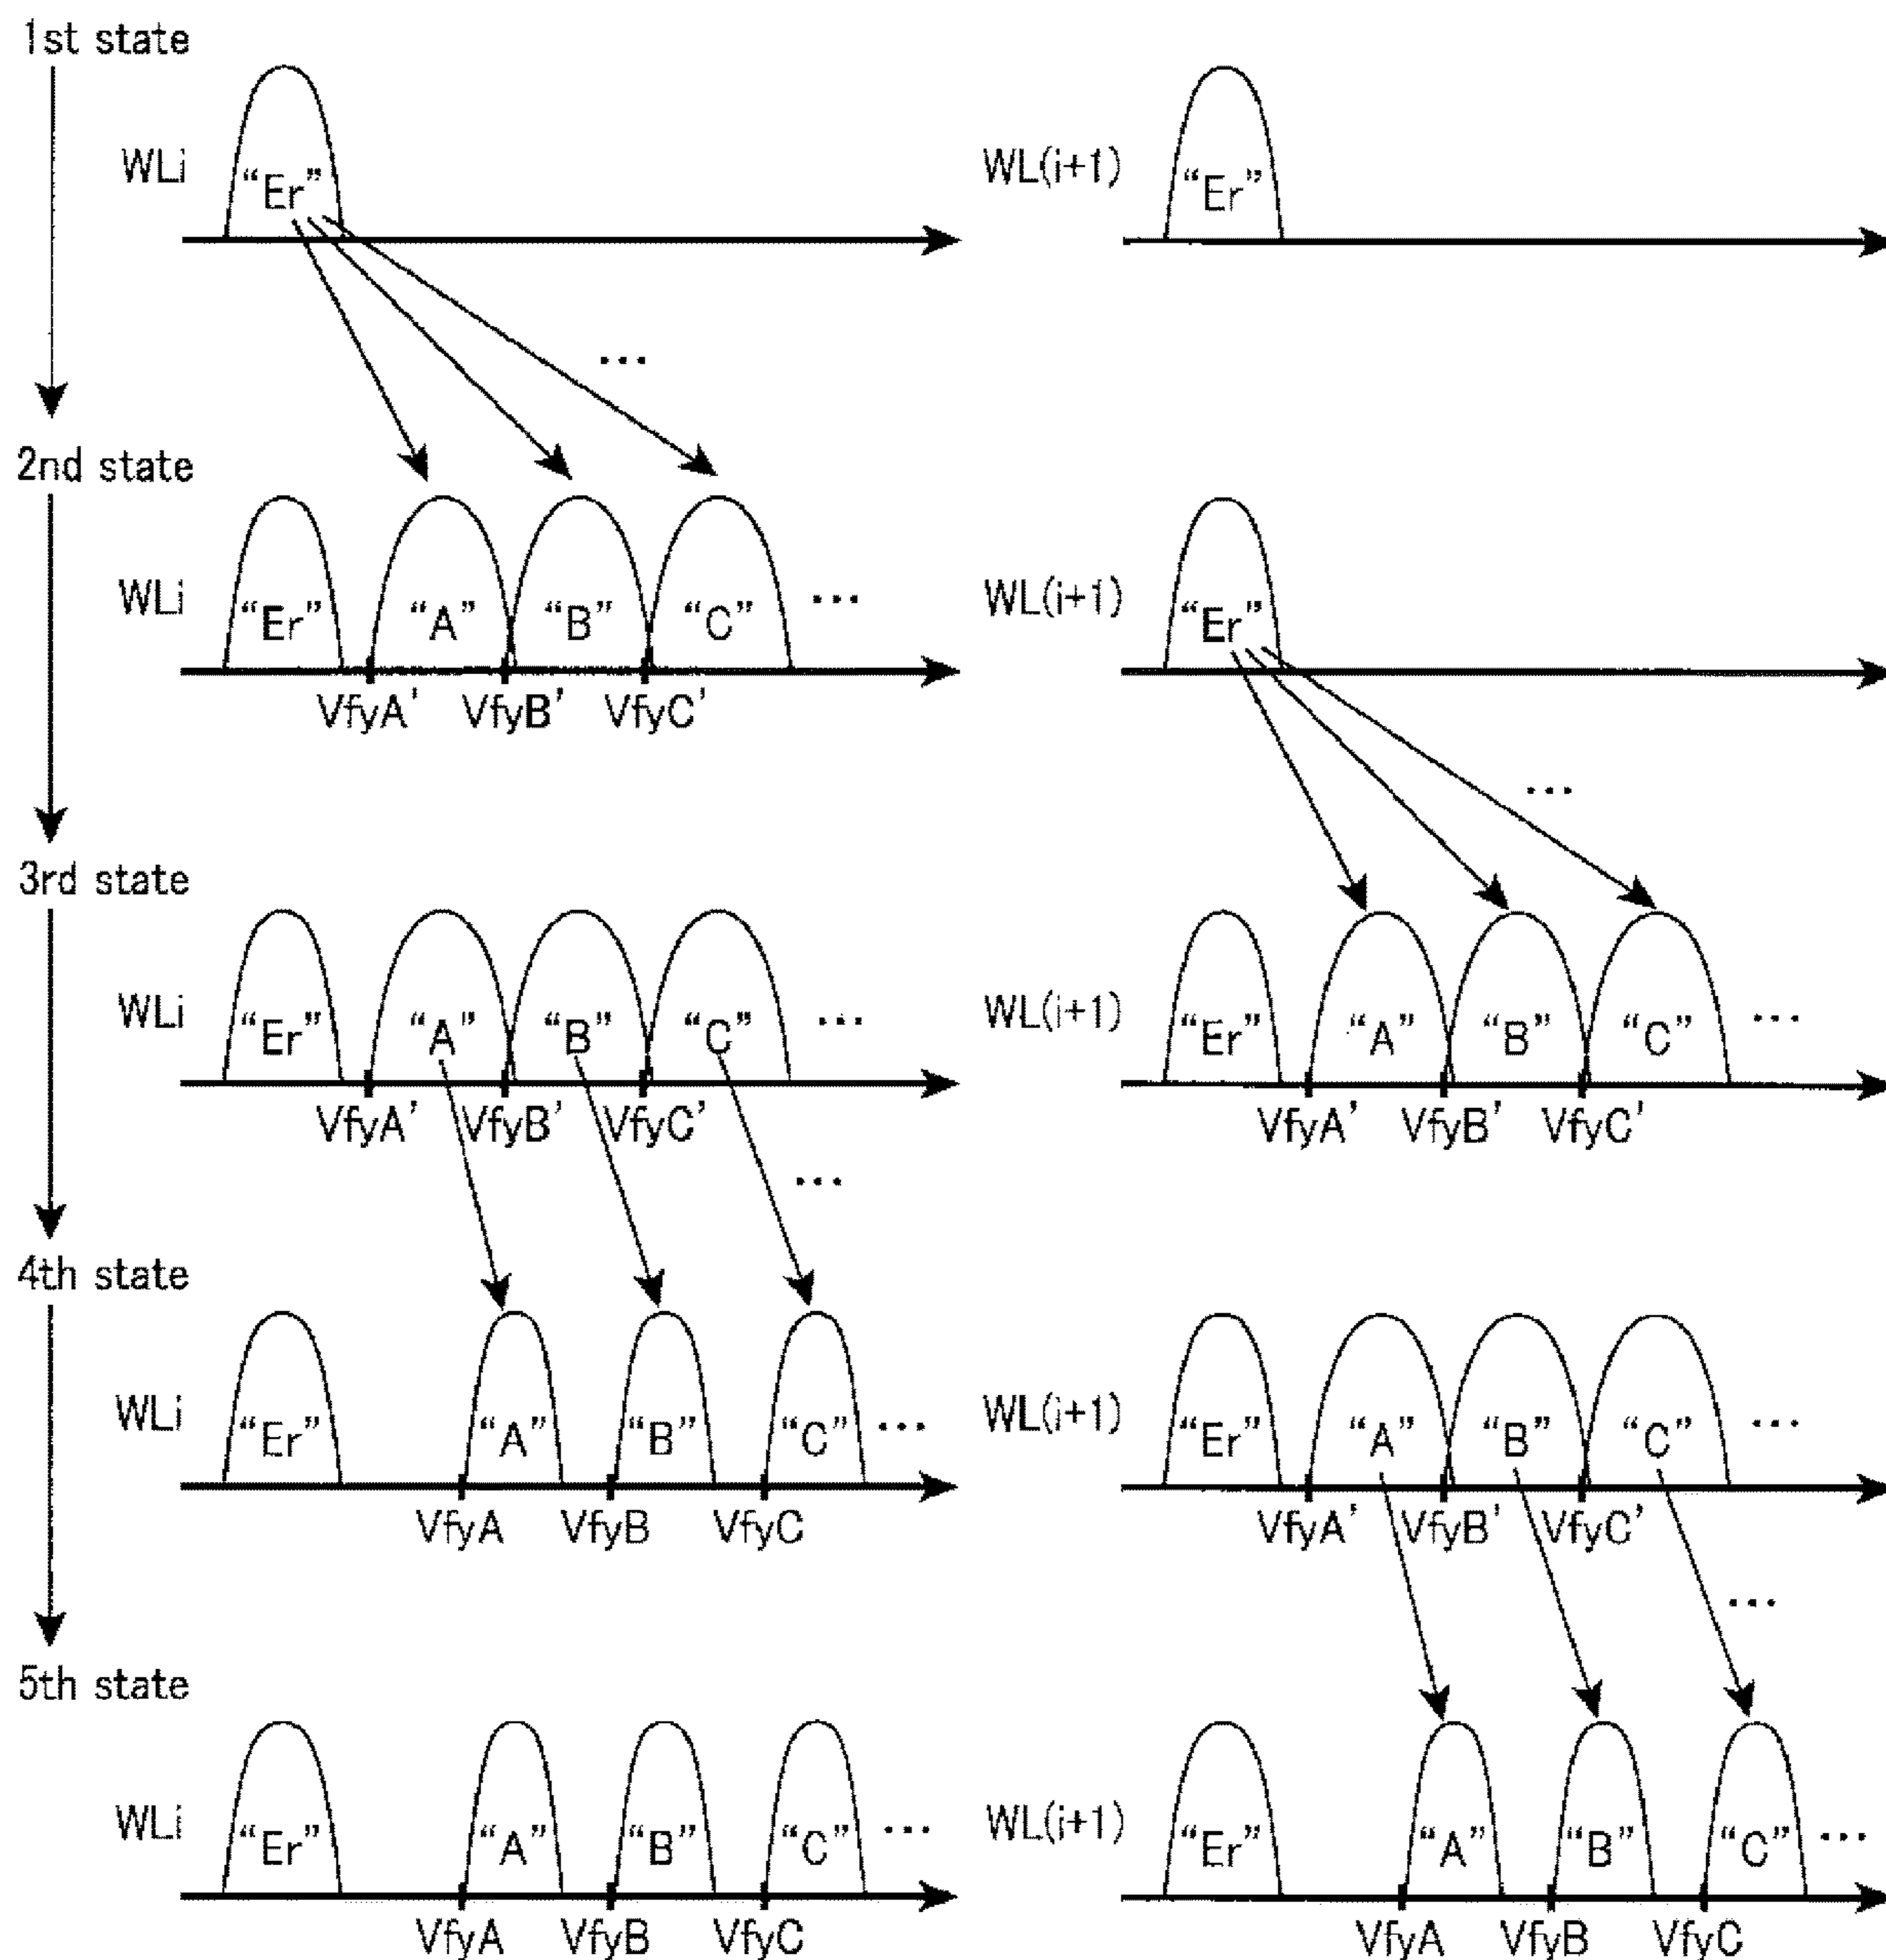 1st state
WLi “Er” WL(i+1) “Er”
...
2nd state
WLi “Er” “A” “B” “C” ... WL(i+1) “Er”
VfyA' VfyB' VfyC'
...
3rd state
WLi “Er” “A” “B” “C” ... WL(i+1) “Er” “A” “B” “C” ...
VfyA' VfyB' VfyC' VfyA' VfyB' VfyC'
...
4th state
WLi “Er” “A” “B” “C” ... WL(i+1) “Er” “A” “B” “C” ...
VfyA VfyB VfyC VfyA' VfyB' VfyC'
...
5th state
WLi “Er” “A” “B” “C” ... WL(i+1) “Er” “A” “B” “C” ...
VfyA VfyB VfyC VfyA VfyB VfyC